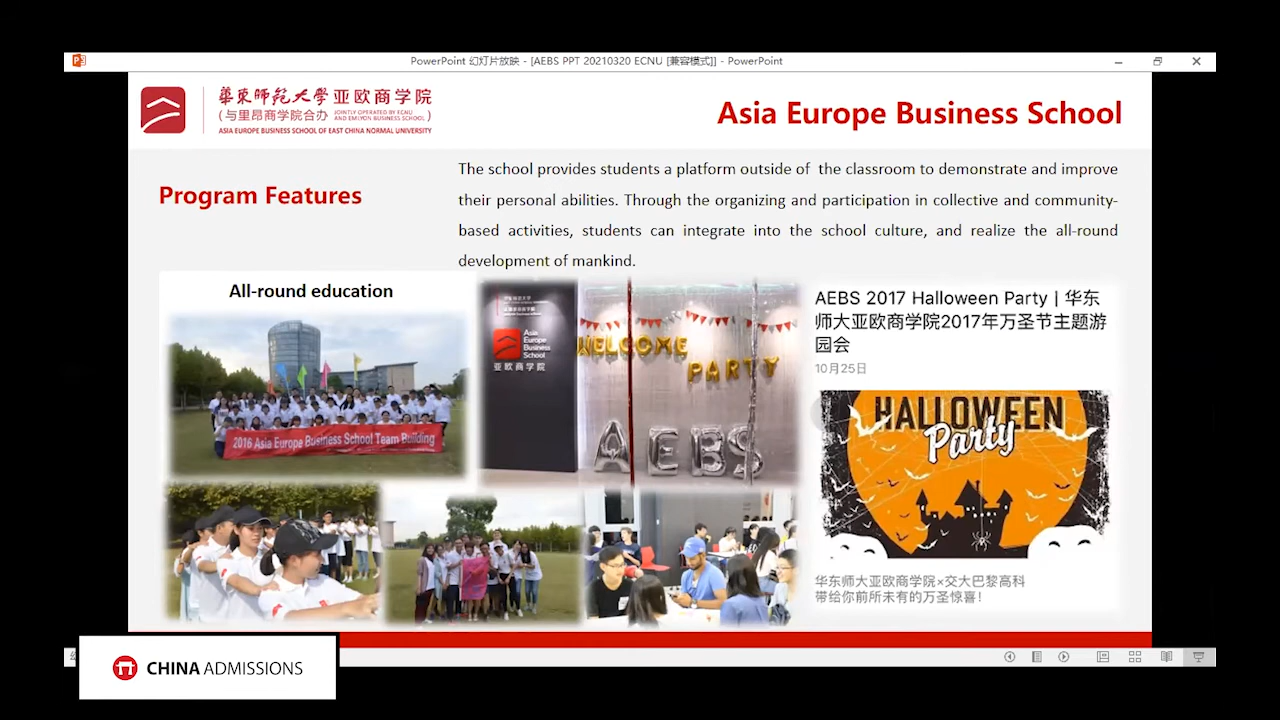 PowerPoint 幻灯片放映 - [AEBS PPT 20210320 ECNU [兼容模式]] - PowerPoint
華東师范大学 亚欧商学院
(与里昂商学院合办 JOINTLY OPERATED BY ECNU AND EMLYON BUSINESS SCHOOL)
ASIA EUROPE BUSINESS SCHOOL OF EAST CHINA NORMAL UNIVERSITY
Asia Europe Business School
Program Features
The school provides students a platform outside of the classroom to demonstrate and improve
their personal abilities. Through the organizing and participation in collective and community-
based activities, students can integrate into the school culture, and realize the all-round
development of mankind.
All-round education
2016 Asia Europe Business School Team Building
Asia
Europe
Business
School
亚欧商学院
WELCOME
PARTY
AEBS
AEBS 2017 Halloween Party | 华东
师大亚欧商学院2017年万圣节主题游
园会
10月25日
HALLOWEEN
Party
华东师大亚欧商学院×交大巴黎高科
带给你前所未有的万圣惊喜!
CHINA ADMISSIONS